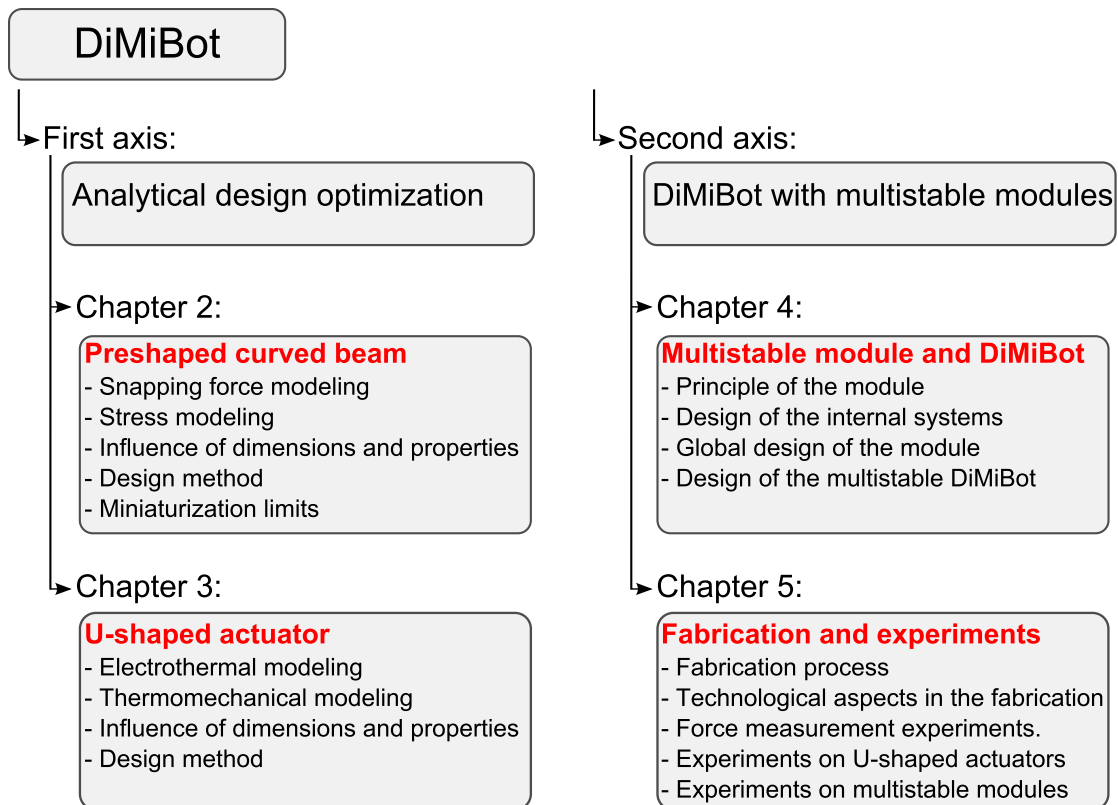 DiMiBot
First axis:
Analytical design optimization
Chapter 2:
Preshaped curved beam
- Snapping force modeling
- Stress modeling
- Influence of dimensions and properties
- Design method
- Miniaturization limits
Chapter 3:
U-shaped actuator
- Electrothermal modeling
- Thermomechanical modeling
- Influence of dimensions and properties
- Design method
Second axis:
DiMiBot with multistable modules
Chapter 4:
Multistable module and DiMiBot
- Principle of the module
- Design of the internal systems
- Global design of the module
- Design of the multistable DiMiBot
Chapter 5:
Fabrication and experiments
- Fabrication process
- Technological aspects in the fabrication
- Force measurement experiments.
- Experiments on U-shaped actuators
- Experiments on multistable modules